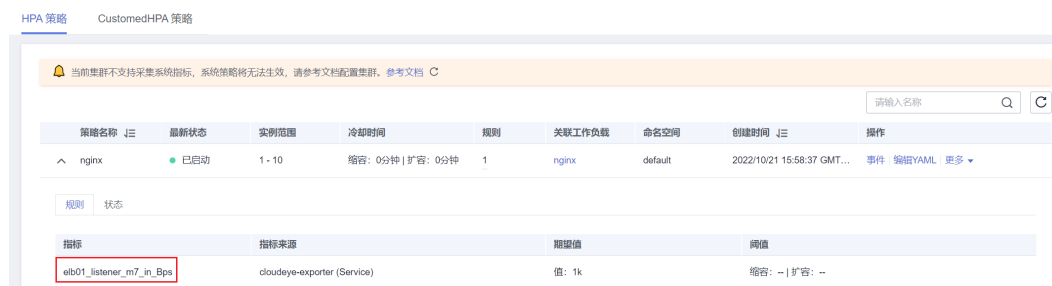 HPA 策略 CustomedHPA 策略
当前集群不支持采集系统指标，系统策略将无法生效，请参考文档配置集群。参考文档
请输入名称
策略名称 最新状态 实例范围 冷却时间 规则 关联工作负载 命名空间 创建时间 操作
nginx 已启动 1 - 10 缩容：0分钟 | 扩容：0分钟 1 nginx default 2022/10/21 15:58:37 GMT... 事件 编辑YAML 更多
规则 状态
指标 指标来源 期望值 阈值
elb01_listener_m7_in_Bps cloudeye-exporter (Service) 值：1k 缩容：-- | 扩容：--